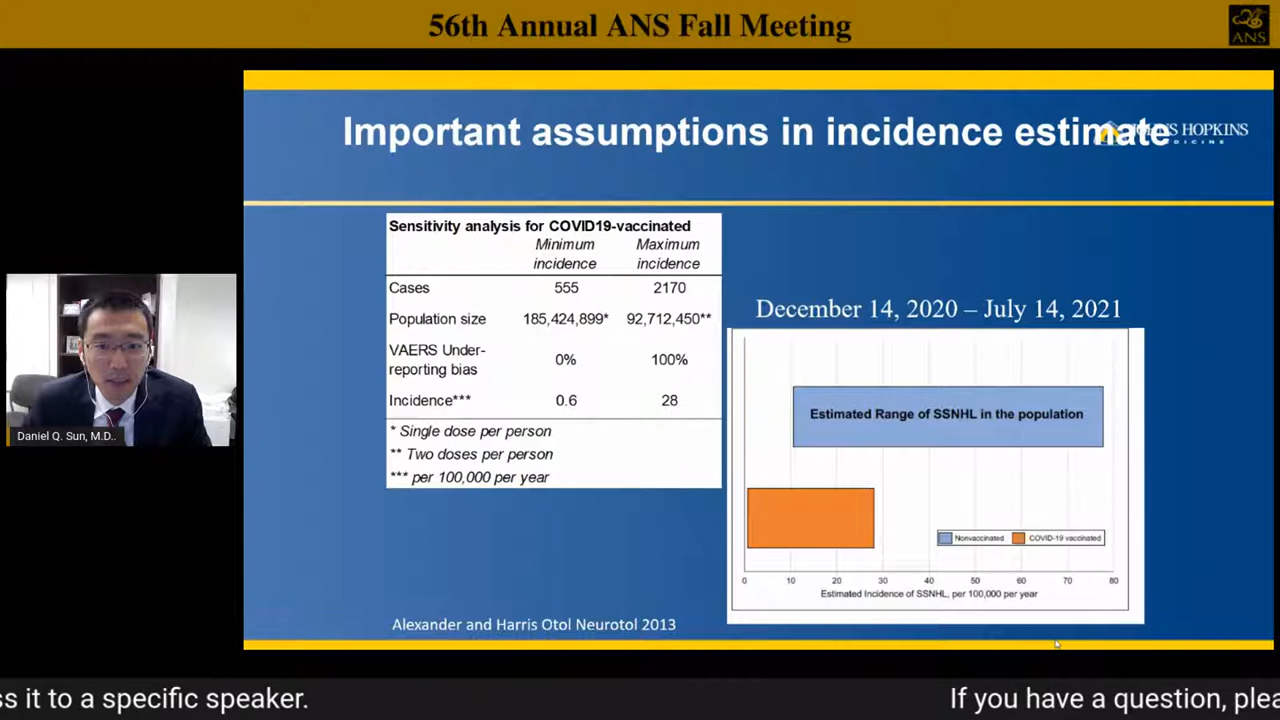 56th Annual ANS Fall Meeting
ANS
Important assumptions in incidence estimate
HOPKINS
Sensitivity analysis for COVID19-vaccinated
Minimum incidence Maximum incidence
Cases 555 2170
Population size 185,424,899* 92,712,450**
VAERS Under-
reporting bias 0% 100%
Incidence*** 0.6 28
* Single dose per person
** Two doses per person
*** per 100,000 per year
December 14, 2020 – July 14, 2021
Estimated Range of SSNHL in the population
Nonvaccinated COVID-19 vaccinated
0 10 20 30 40 50 60 70 80
Estimated Incidence of SSNHL, per 100,000 per year
Alexander and Harris Otol Neurotol 2013
Daniel Q. Sun, M.D..
ss it to a specific speaker. If you have a question, plea